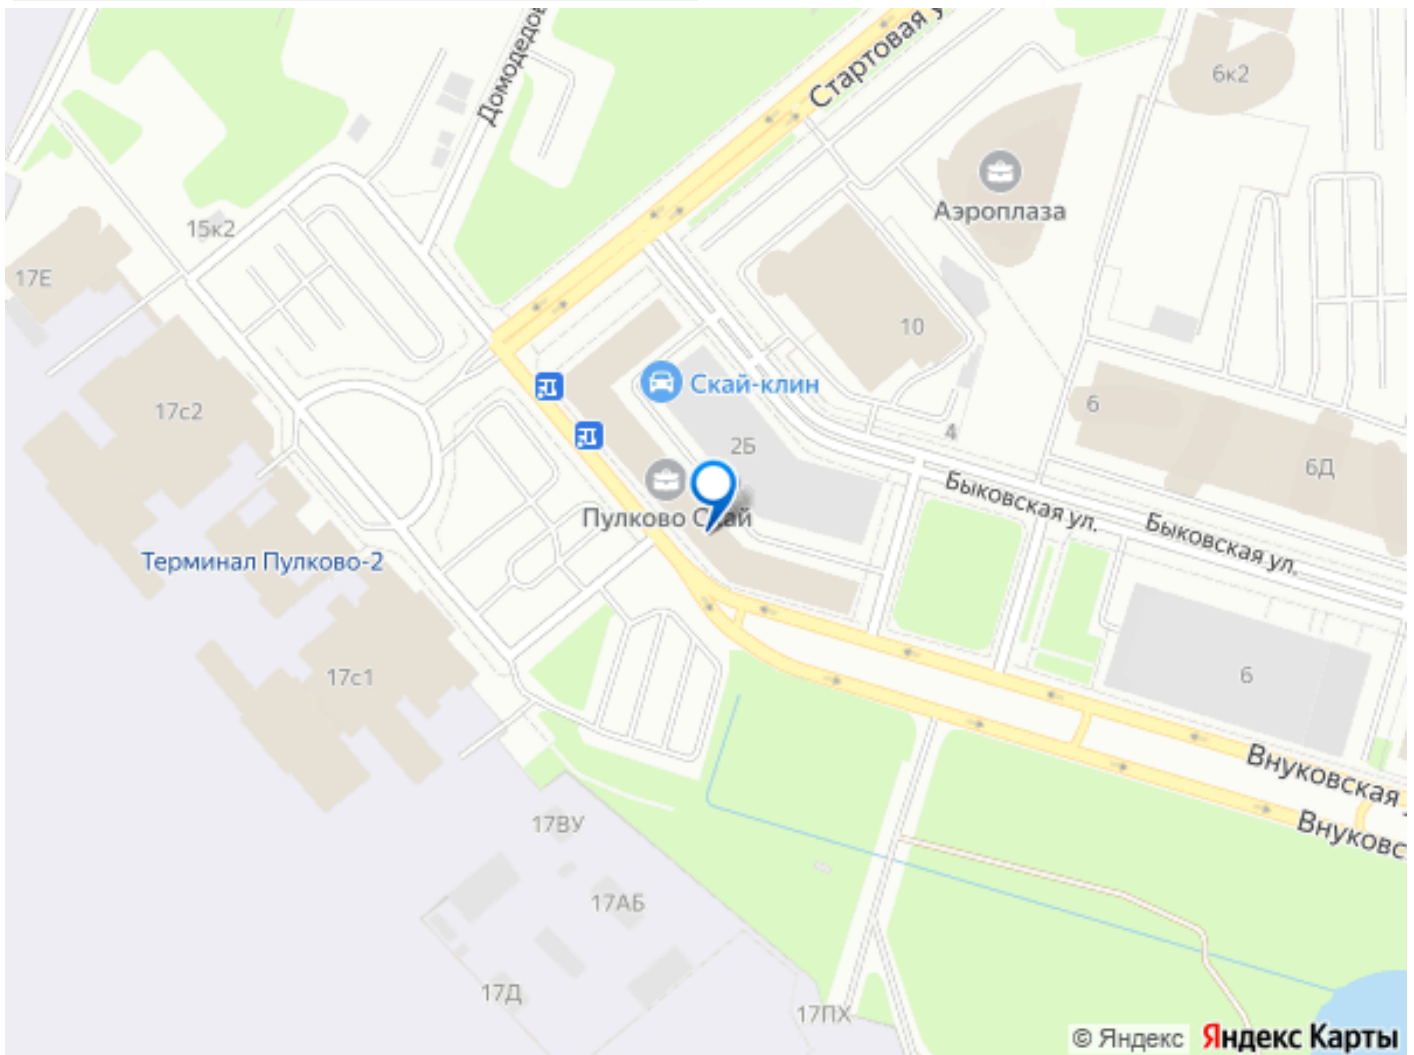 Домодедов
Стартовая у
6к2
Аэроплаза
15к2
17Е
10
Скай-клин
17с2
6
4
2Б
6Д
Быковская ул.
Быковская ул.
Пулково Скай
Терминал Пулково-2
17с1
6
Внуковская у
Внуковс
17ВУ
17АБ
17Д
17ПХ
© Яндекс Яндекс Карты